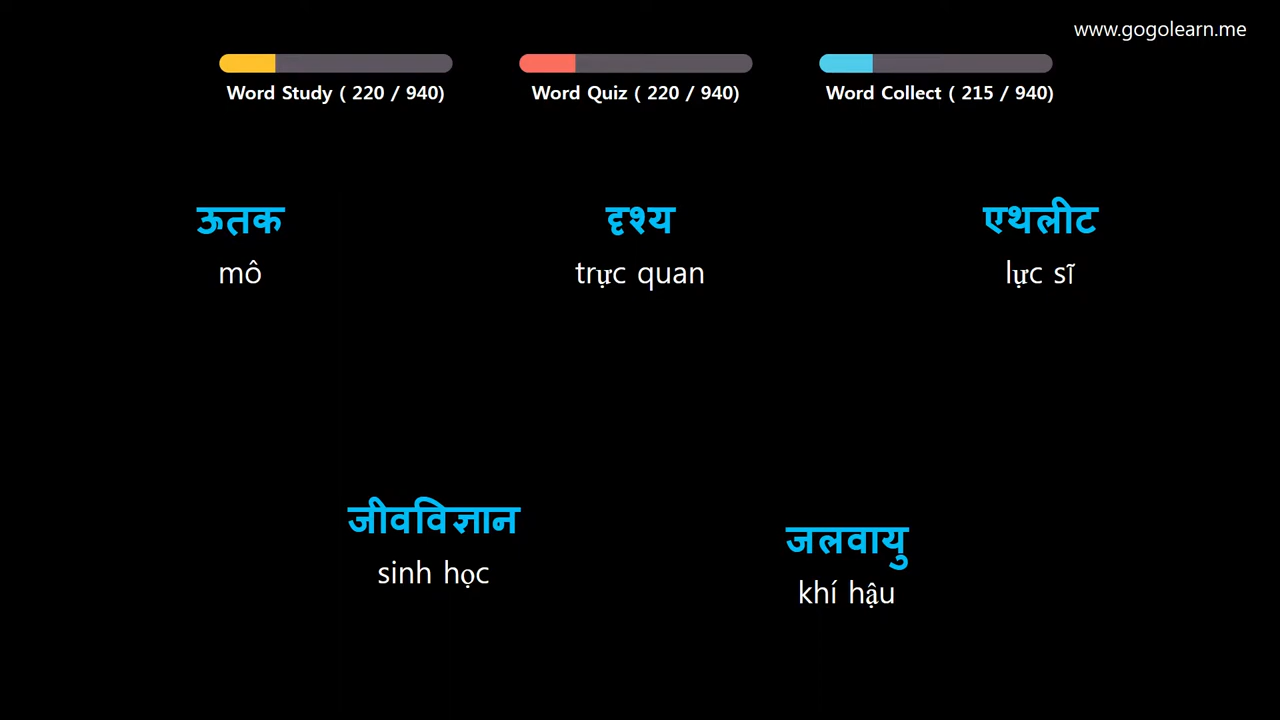 www.gogolearn.me
Word Study ( 220 / 940)
Word Quiz ( 220 / 940)
Word Collect ( 215 / 940)
ऊतक
mô
दृश्य
trực quan
एथलीट
lực sĩ
जीवविज्ञान
sinh học
जलवायु
khí hậu